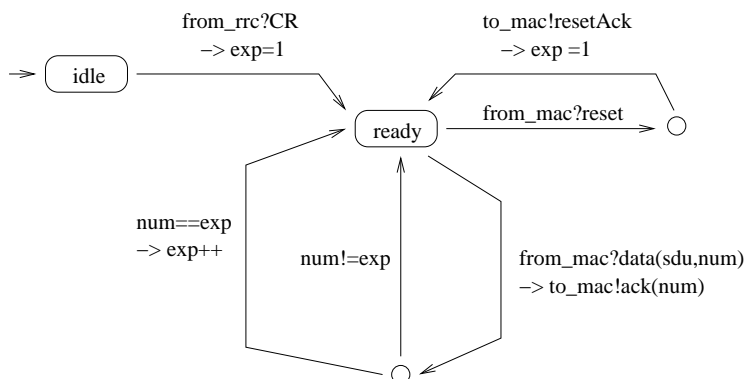 from_rrc?CR
−> exp=1
to_mac!resetAck
−> exp =1
idle
from_mac?reset
ready
num==exp
−> exp++
num!=exp
from_mac?data(sdu,num)
−> to_mac!ack(num)